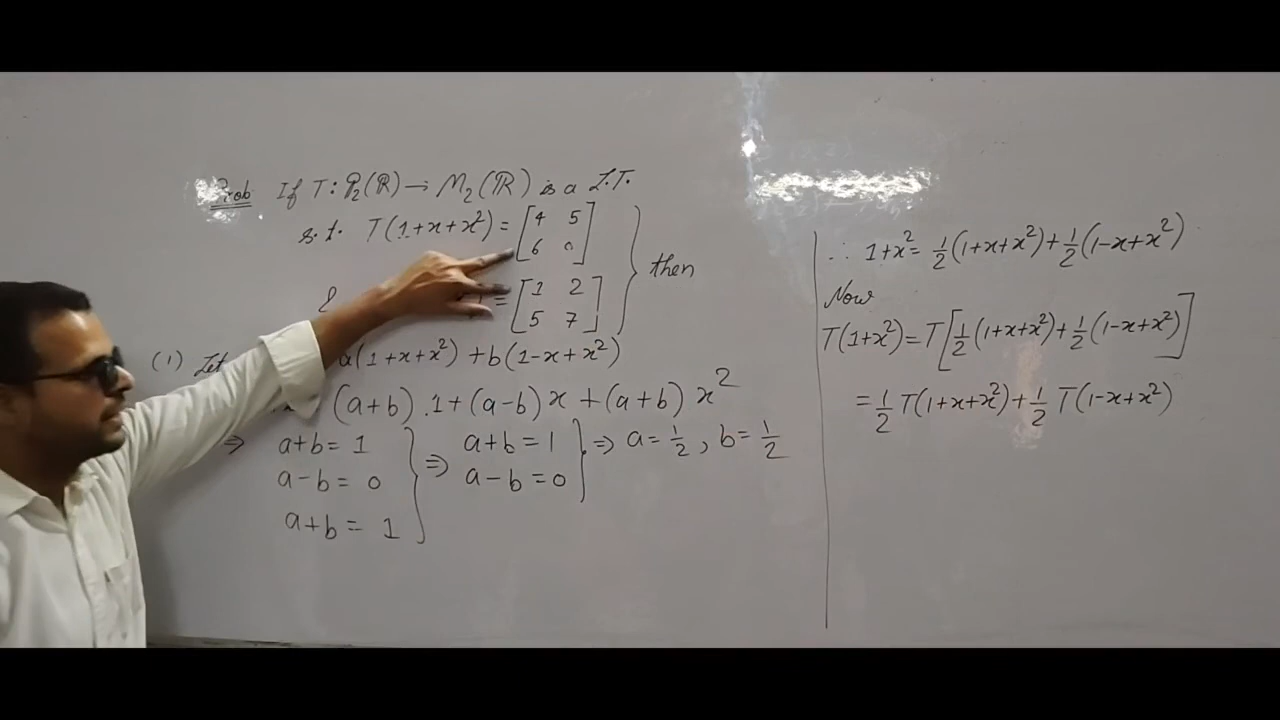 Prob If T: P₂(ℝ) → M₂(ℝ) is a L.T.
s.t. T(1+x+x²) = [4 5
6 0]
& = [1 2
5 7] } then
(1) Let a(1+x+x²) + b(1-x+x²)
(a+b).1 + (a-b)x + (a+b)x²
⇒ a+b = 1
a-b = 0
a+b = 1 } ⇒ a+b = 1
a-b = 0 } ⇒ a = 1/2, b = 1/2
∴ 1+x² = 1/2(1+x+x²) + 1/2(1-x+x²)
Now
T(1+x²) = T[1/2(1+x+x²) + 1/2(1-x+x²)]
= 1/2 T(1+x+x²) + 1/2 T(1-x+x²)